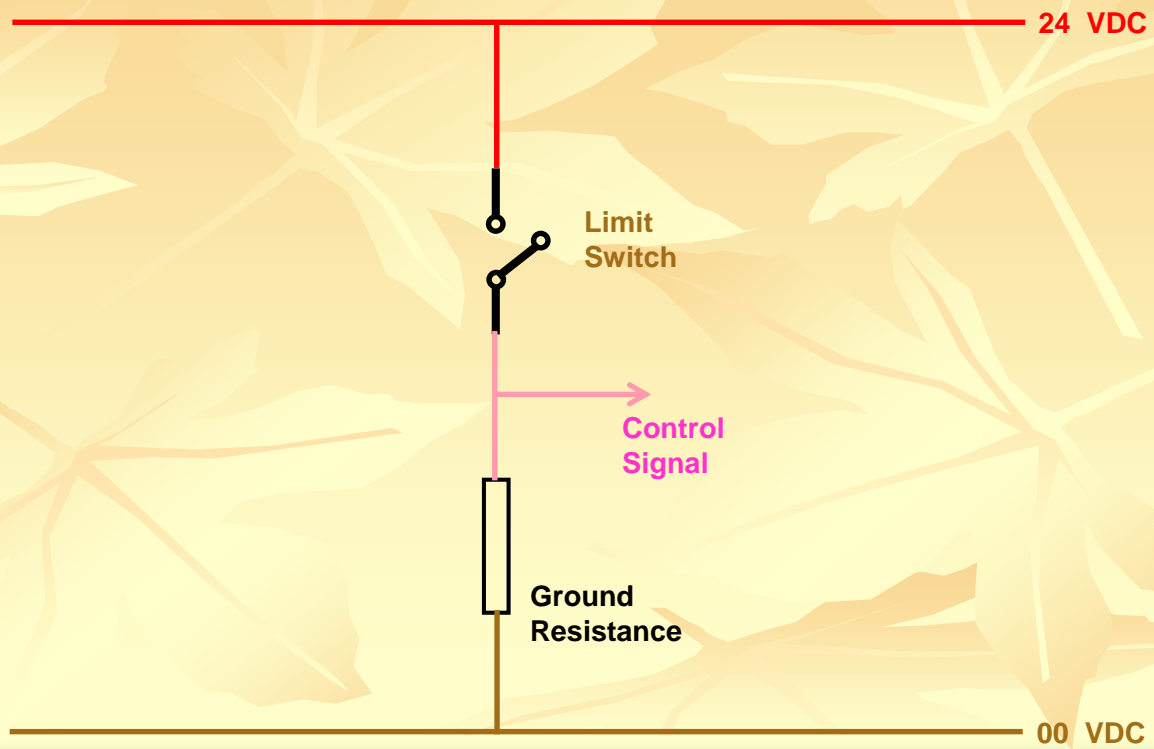 24 VDC
Limit
Switch
Control
Signal
Ground
Resistance
00 VDC